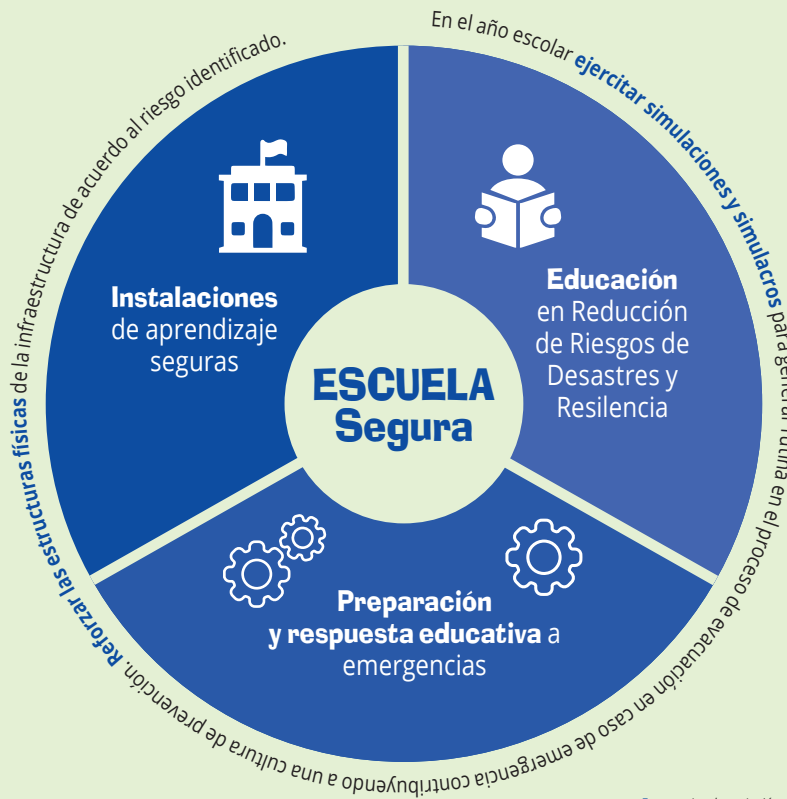 En el año escolar ejercitar simulaciones y simulacros para generar rutina en el proceso de evacuación en caso de emergencia contribuyendo a una cultura de prevención. Reforzar las estructuras físicas de la infraestructura de acuerdo al riesgo identificado.
Instalaciones
de aprendizaje
seguras
Educación
en Reducción
de Riesgos de
Desastres y
Resilencia
ESCUELA
Segura
Preparación
y respuesta educativa a
emergencias